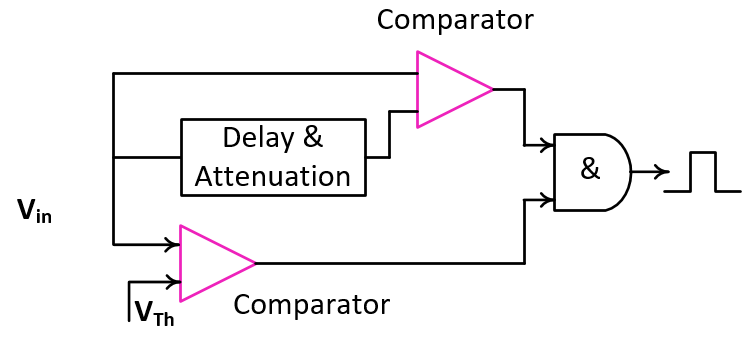 Comparator
Delay &
Attenuation
&
Vin
VTh
Comparator